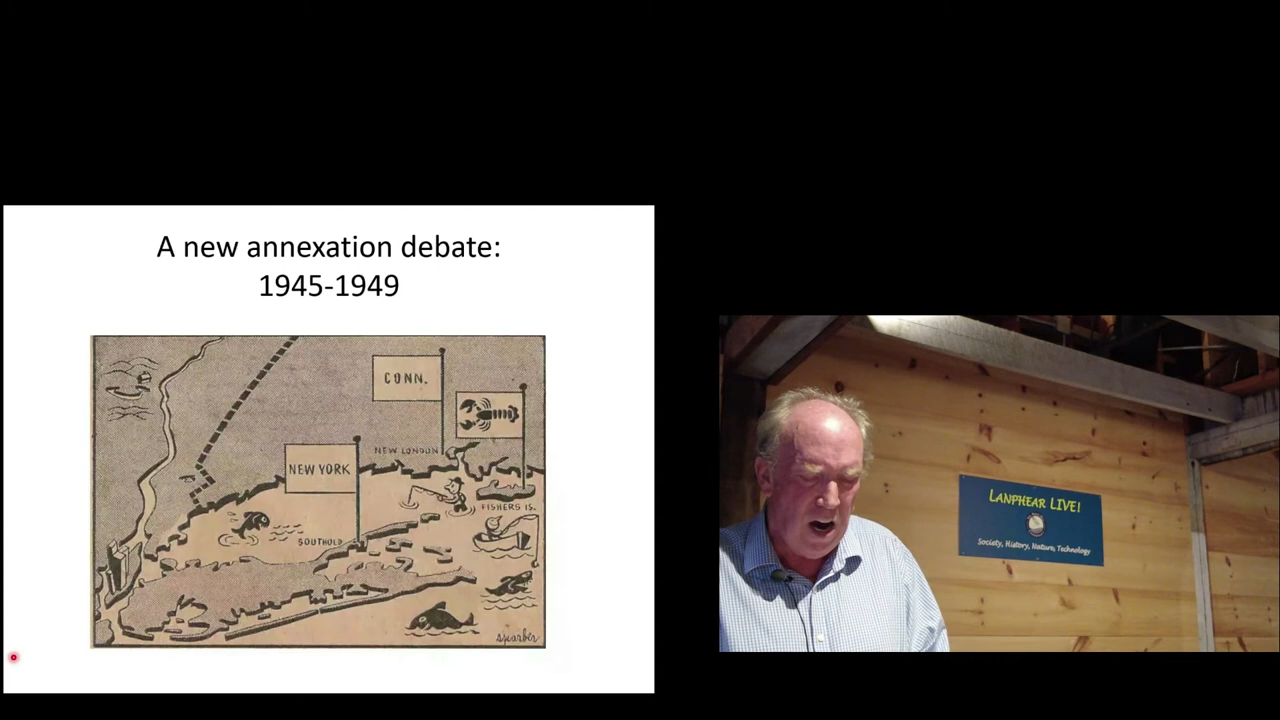 A new annexation debate:
1945-1949
CONN.
NEW YORK
NEW LONDON
FISHERS IS.
SOUTHOLD
sparber
LANPHEAR LIVE!
Society, History, Nature, Technology